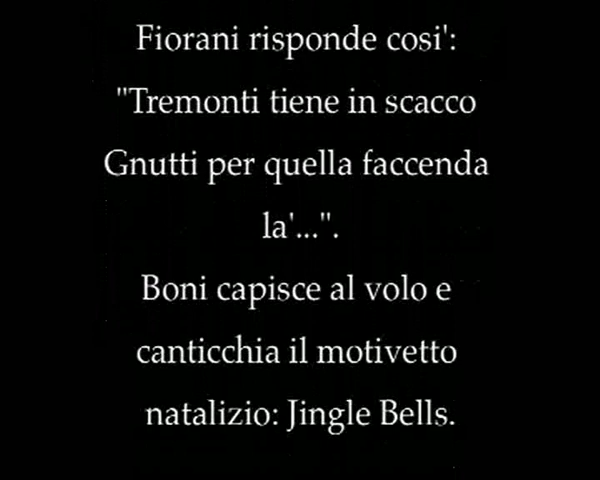 Fiorani risponde cosi':
"Tremonti tiene in scacco
Gnutti per quella faccenda
la'...".
Boni capisce al volo e
canticchia il motivetto
natalizio: Jingle Bells.